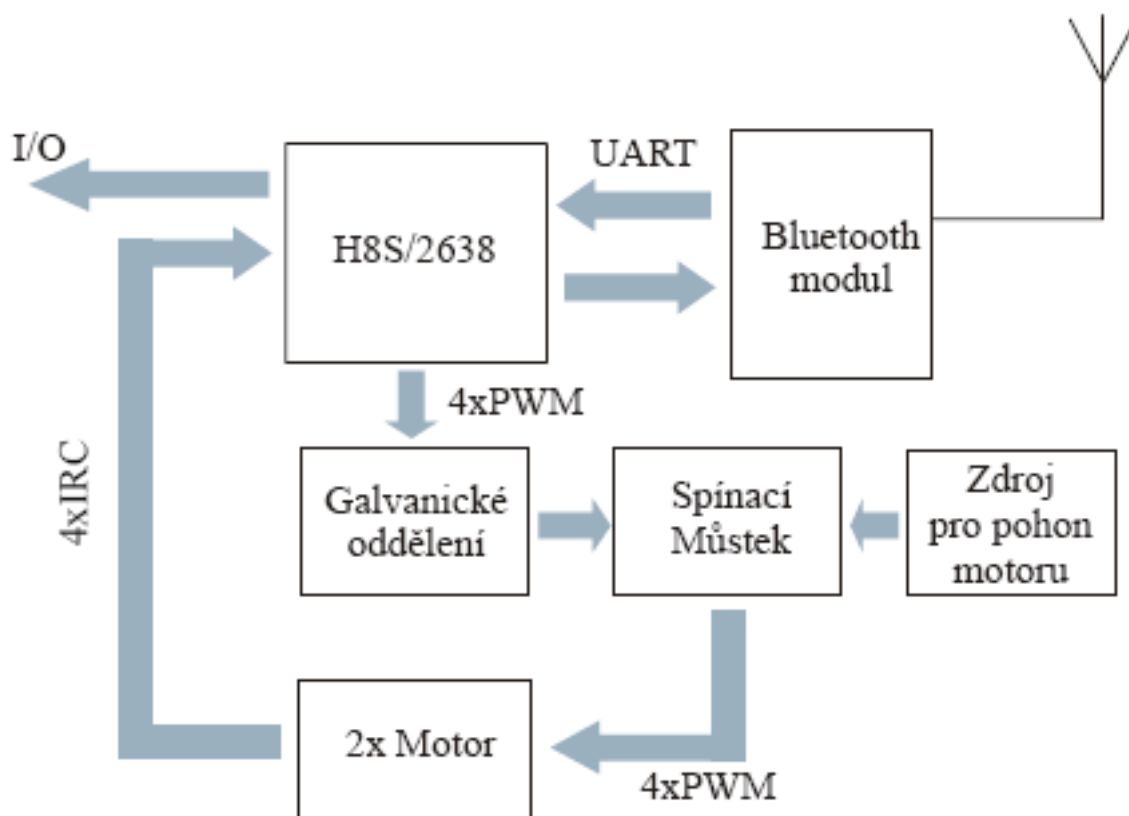 I/O
UART
H8S/2638
Bluetooth
modul
4xPWM
4xIRC
Galvanické
oddělení
Spínací
Můstek
Zdroj
pro pohon
motoru
2x Motor
4xPWM